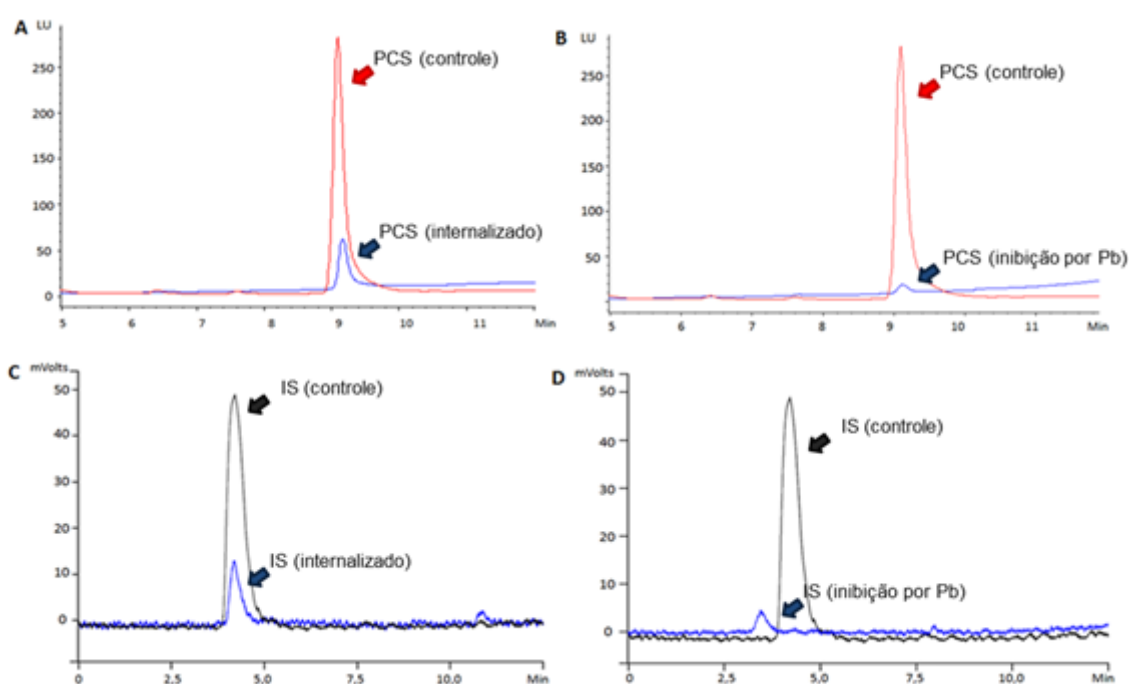 A
LU
PCS (controle)
250
200
150
100
50
0
PCS (internalizado)
5 6 7 8 9 10 11 Min
B
LU
PCS (controle)
250
200
150
100
50
PCS (inibição por Pb)
5 6 7 8 9 10 11 Min
C
mVolts
IS (controle)
50
40
30
20
10
0
IS (internalizado)
0 2,5 5,0 7,5 10,0 Min
D
mVolts
IS (controle)
50
40
30
20
10
0
IS (inibição por Pb)
0 2,5 5,0 7,5 10,0 Min